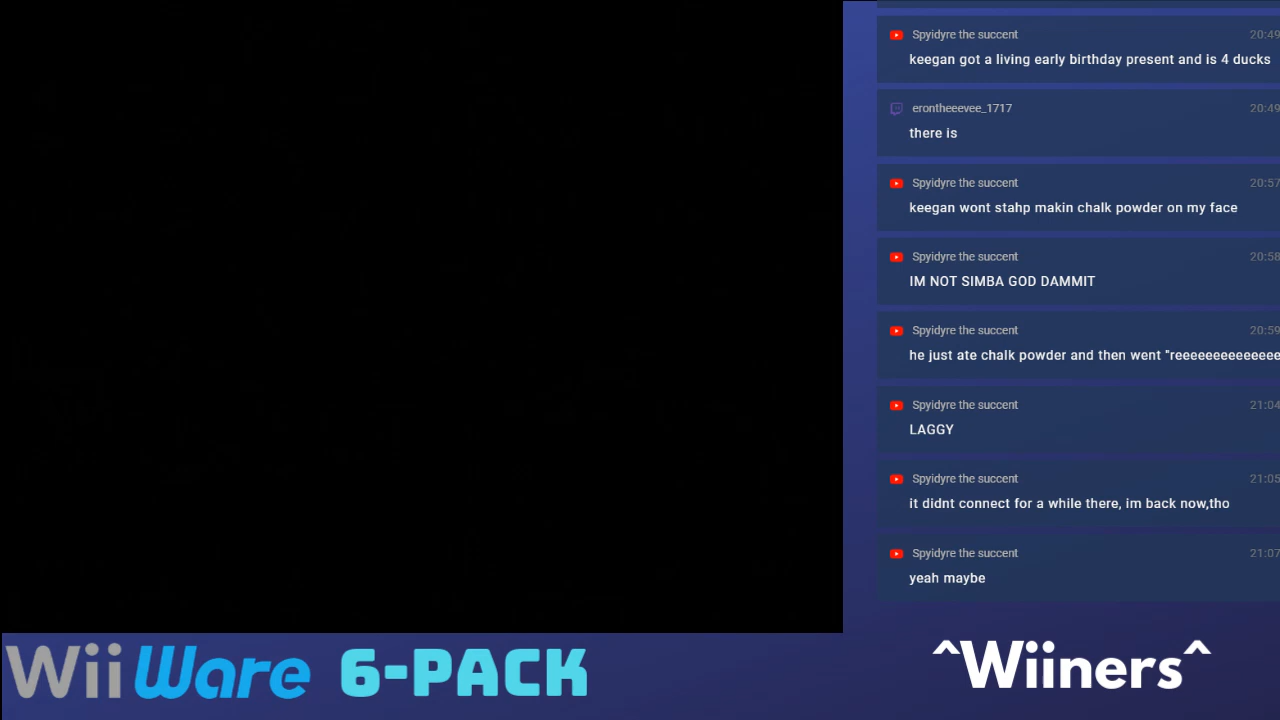 Spyidyre the succent 20:49
keegan got a living early birthday present and is 4 ducks
erontheeevee_1717 20:49
there is
Spyidyre the succent 20:57
keegan wont stahp makin chalk powder on my face
Spyidyre the succent 20:58
IM NOT SIMBA GOD DAMMIT
Spyidyre the succent 20:59
he just ate chalk powder and then went "reeeeeeeeeeeeee
Spyidyre the succent 21:04
LAGGY
Spyidyre the succent 21:05
it didnt connect for a while there, im back now,tho
Spyidyre the succent 21:07
yeah maybe
WiiWare 6-PACK
^Wiiners^